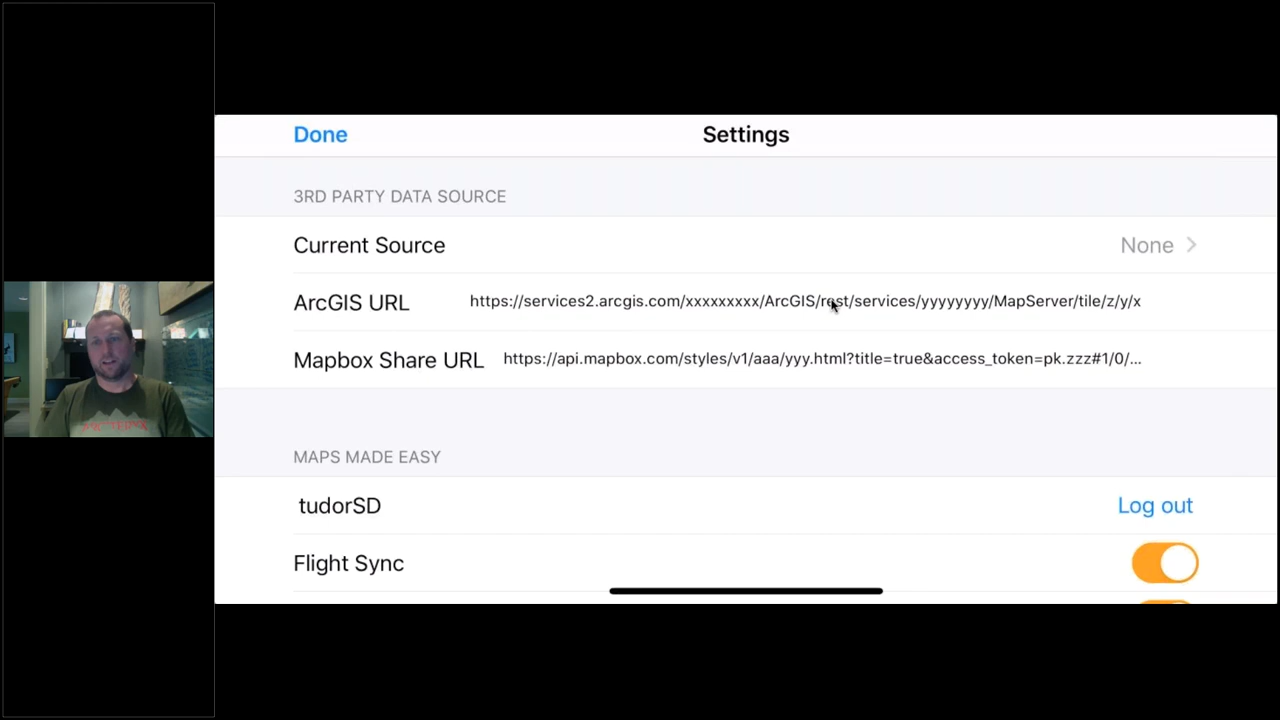 Done
Settings
3RD PARTY DATA SOURCE
Current Source
None
ArcGIS URL
https://services2.arcgis.com/xxxxxxxxx/ArcGIS/rest/services/yyyyyyyy/MapServer/tile/z/y/x
Mapbox Share URL
https://api.mapbox.com/styles/v1/aaa/yyy.html?title=true&access_token=pk.zzz#1/0/...
MAPS MADE EASY
tudorSD
Log out
Flight Sync